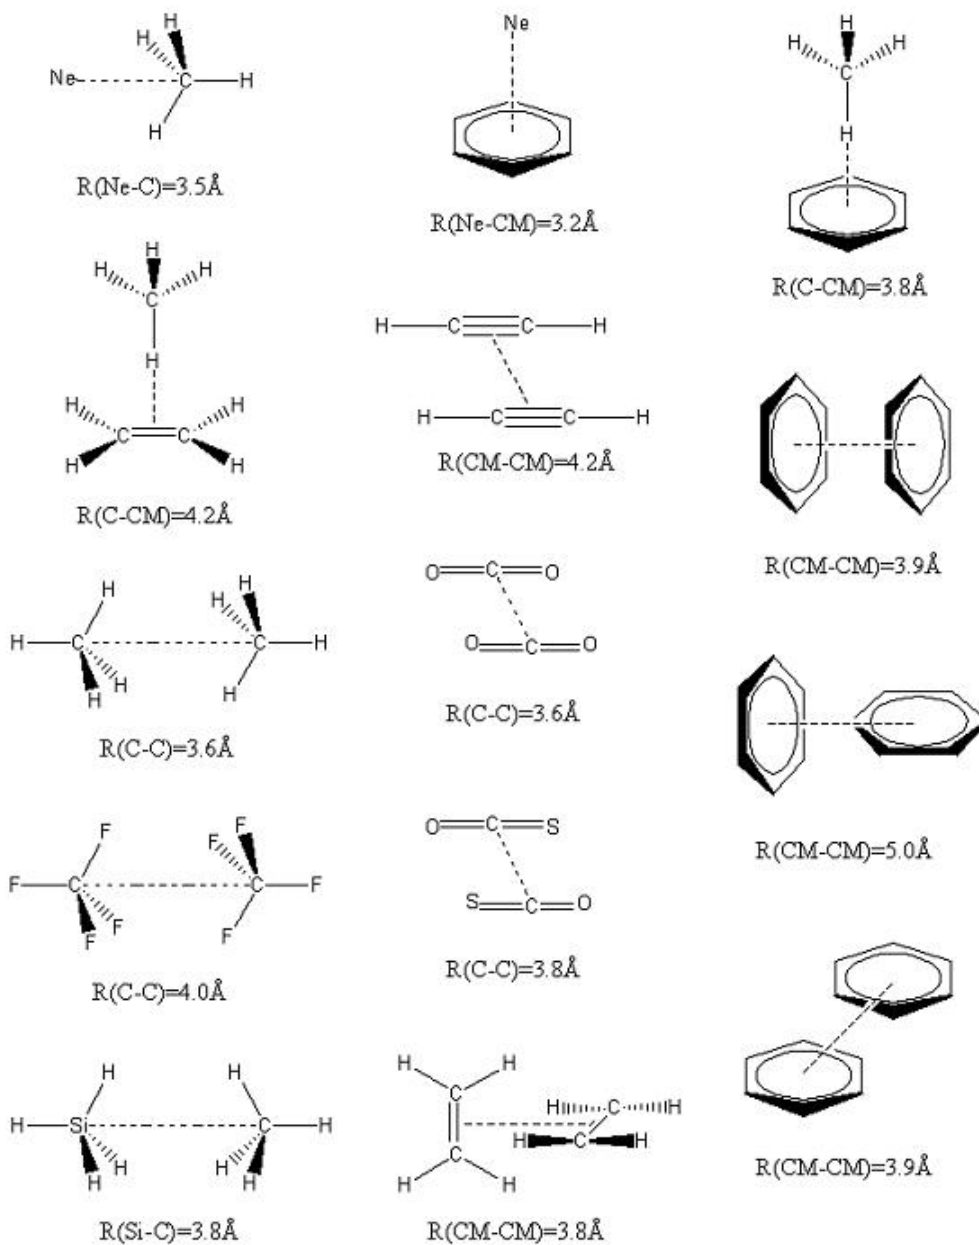 H H
Ne C H
H
R(Ne-C)=3.5Å
H
H H
C
H
H H
C C
H H
R(C-CM)=4.2Å
H H
H
H C C H
H H
H
R(C-C)=3.6Å
F F
F
F C C F
F F
F
R(C-C)=4.0Å
H H
H Si C H
H H
H H
R(Si-C)=3.8Å
Ne
R(Ne-CM)=3.2Å
H C C H
H C C H
R(CM-CM)=4.2Å
O C O
O C O
R(C-C)=3.6Å
O C S
S C O
R(C-C)=3.8Å
H H
C
H C H
H C H
C
H H
R(CM-CM)=3.8Å
H
H H
C
H
R(C-CM)=3.8Å
R(CM-CM)=3.9Å
R(CM-CM)=5.0Å
R(CM-CM)=3.9Å